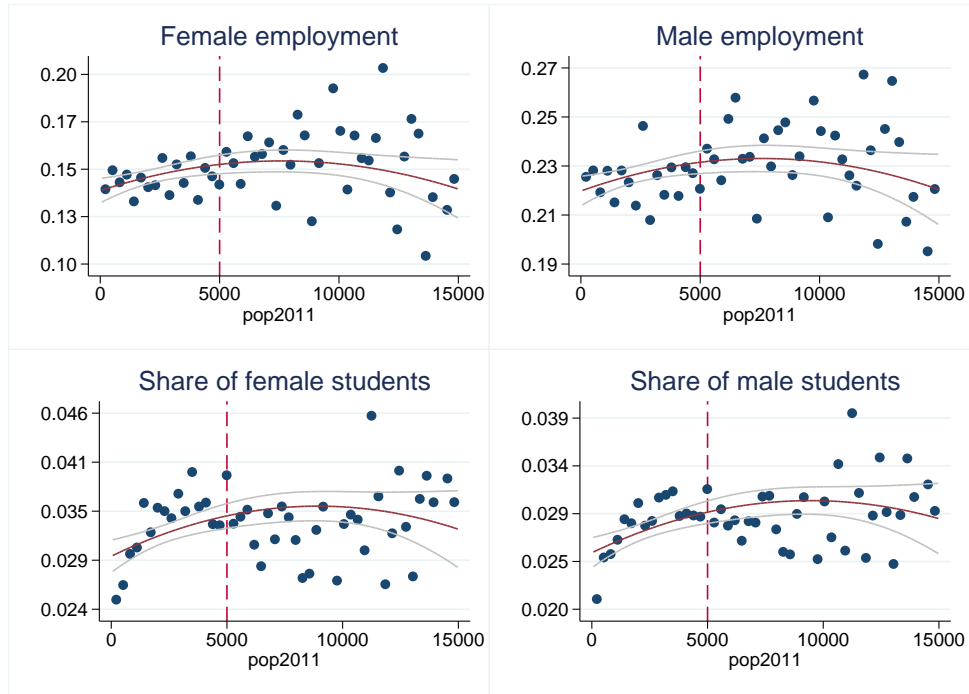 Female employment
0.20
0.17
0.15
0.13
0.10
0 5000 10000 15000
pop2011
Male employment
0.27
0.25
0.23
0.21
0.19
0 5000 10000 15000
pop2011
Share of female students
0.046
0.041
0.035
0.029
0.024
0 5000 10000 15000
pop2011
Share of male students
0.039
0.034
0.029
0.025
0.020
0 5000 10000 15000
pop2011